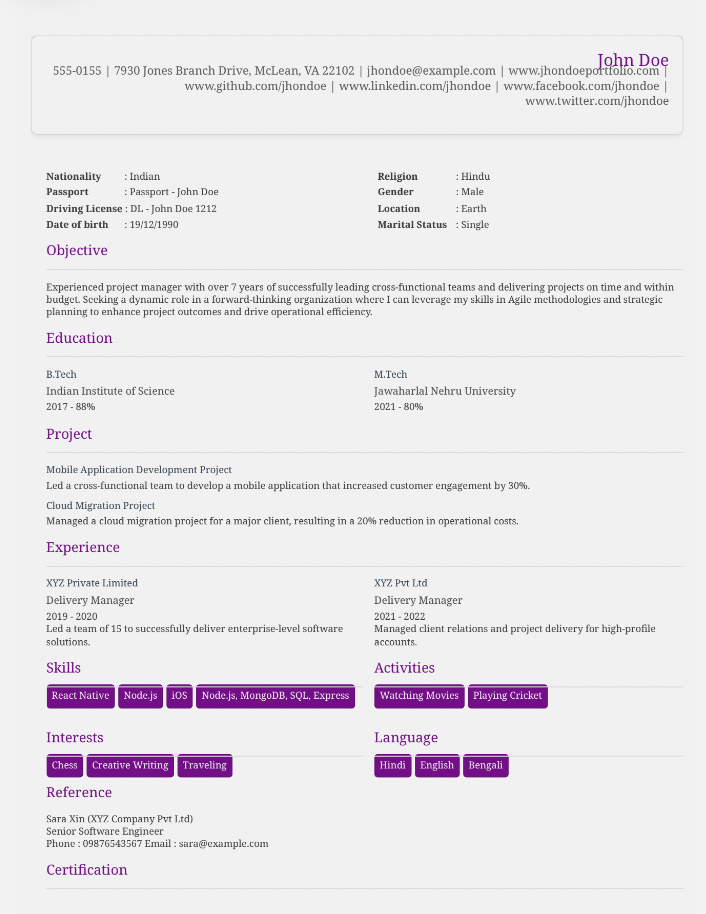 John Doe
555-0155 | 7930 Jones Branch Drive, McLean, VA 22102 | jhondoe@example.com | www.jhondoeportfolio.com |
www.github.com/jhondoe | www.linkedin.com/jhondoe | www.facebook.com/jhondoe |
www.twitter.com/jhondoe
Nationality : Indian
Passport : Passport - John Doe
Driving License : DL - John Doe 1212
Date of birth : 19/12/1990
Religion : Hindu
Gender : Male
Location : Earth
Marital Status : Single
Objective
Experienced project manager with over 7 years of successfully leading cross-functional teams and delivering projects on time and within
budget. Seeking a dynamic role in a forward-thinking organization where I can leverage my skills in Agile methodologies and strategic
planning to enhance project outcomes and drive operational efficiency.
Education
B.Tech
Indian Institute of Science
2017 - 88%
M.Tech
Jawaharlal Nehru University
2021 - 80%
Project
Mobile Application Development Project
Led a cross-functional team to develop a mobile application that increased customer engagement by 30%.
Cloud Migration Project
Managed a cloud migration project for a major client, resulting in a 20% reduction in operational costs.
Experience
XYZ Private Limited
Delivery Manager
2019 - 2020
Led a team of 15 to successfully deliver enterprise-level software
solutions.
XYZ Pvt Ltd
Delivery Manager
2021 - 2022
Managed client relations and project delivery for high-profile
accounts.
Skills
React Native Node.js iOS Node.js, MongoDB, SQL, Express
Activities
Watching Movies Playing Cricket
Interests
Chess Creative Writing Traveling
Language
Hindi English Bengali
Reference
Sara Xin (XYZ Company Pvt Ltd)
Senior Software Engineer
Phone : 09876543567 Email : sara@example.com
Certification